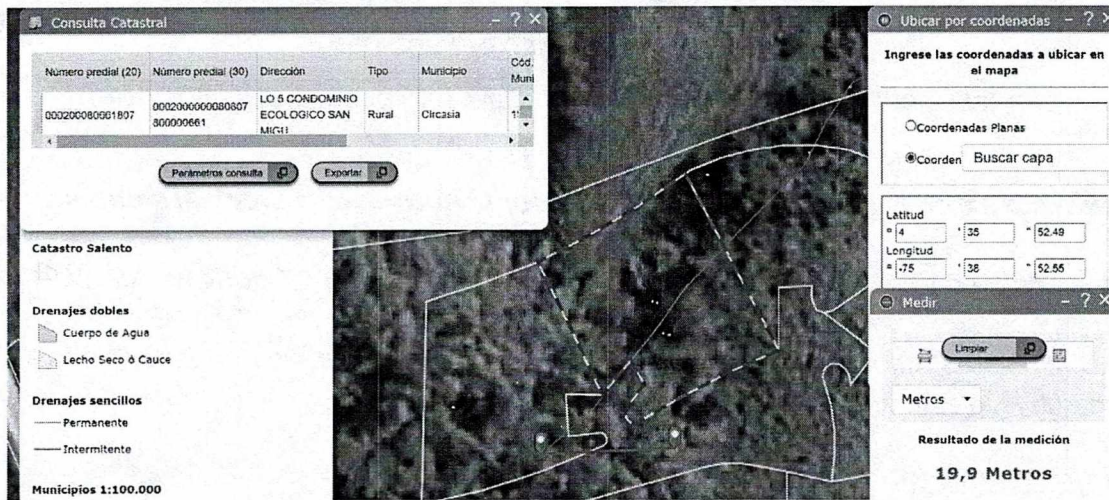 Consulta Catastral
Número predial (20) Número predial (30) Dirección Tipo Municipio Cód. Muni
000200080661807 0002000000080807 LO 5 CONDOMINIO Rural Circasia
800000661 ECOLOGICO SAN
MIGU
Parámetros consulta Exportar
Catastro Salento
Drenajes dobles
Cuerpo de Agua
Lecho Seco ó Cauce
Drenajes sencillos
Permanente
Intermitente
Municipios 1:100.000
Ubicar por coordenadas
Ingrese las coordenadas a ubicar en
el mapa
Coordenadas Planas
Coorden Buscar capa
Latitud
° 4 ' 35 " 52.49
Longitud
° -75 ' 38 " 52.55
Medir
Limpiar
Metros
Resultado de la medición
19,9 Metros